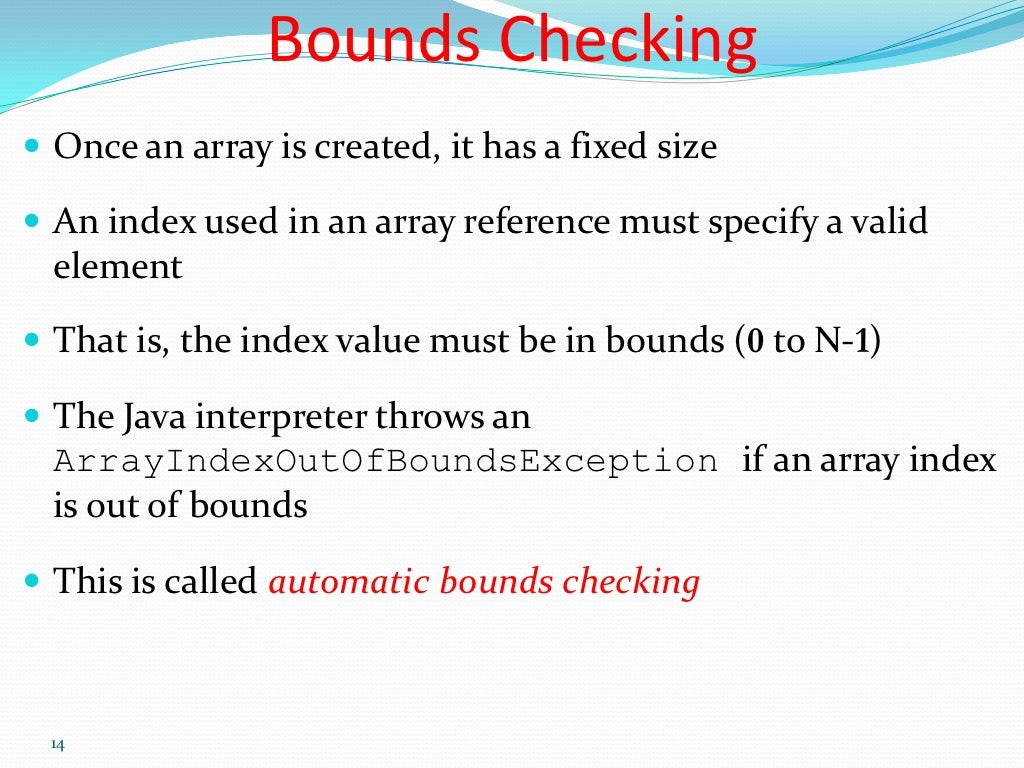 Bounds Checking
• Once an array is created, it has a fixed size
• An index used in an array reference must specify a valid
element
• That is, the index value must be in bounds (0 to N-1)
• The Java interpreter throws an
ArrayIndexOutOfBoundsException if an array index
is out of bounds
• This is called automatic bounds checking
14